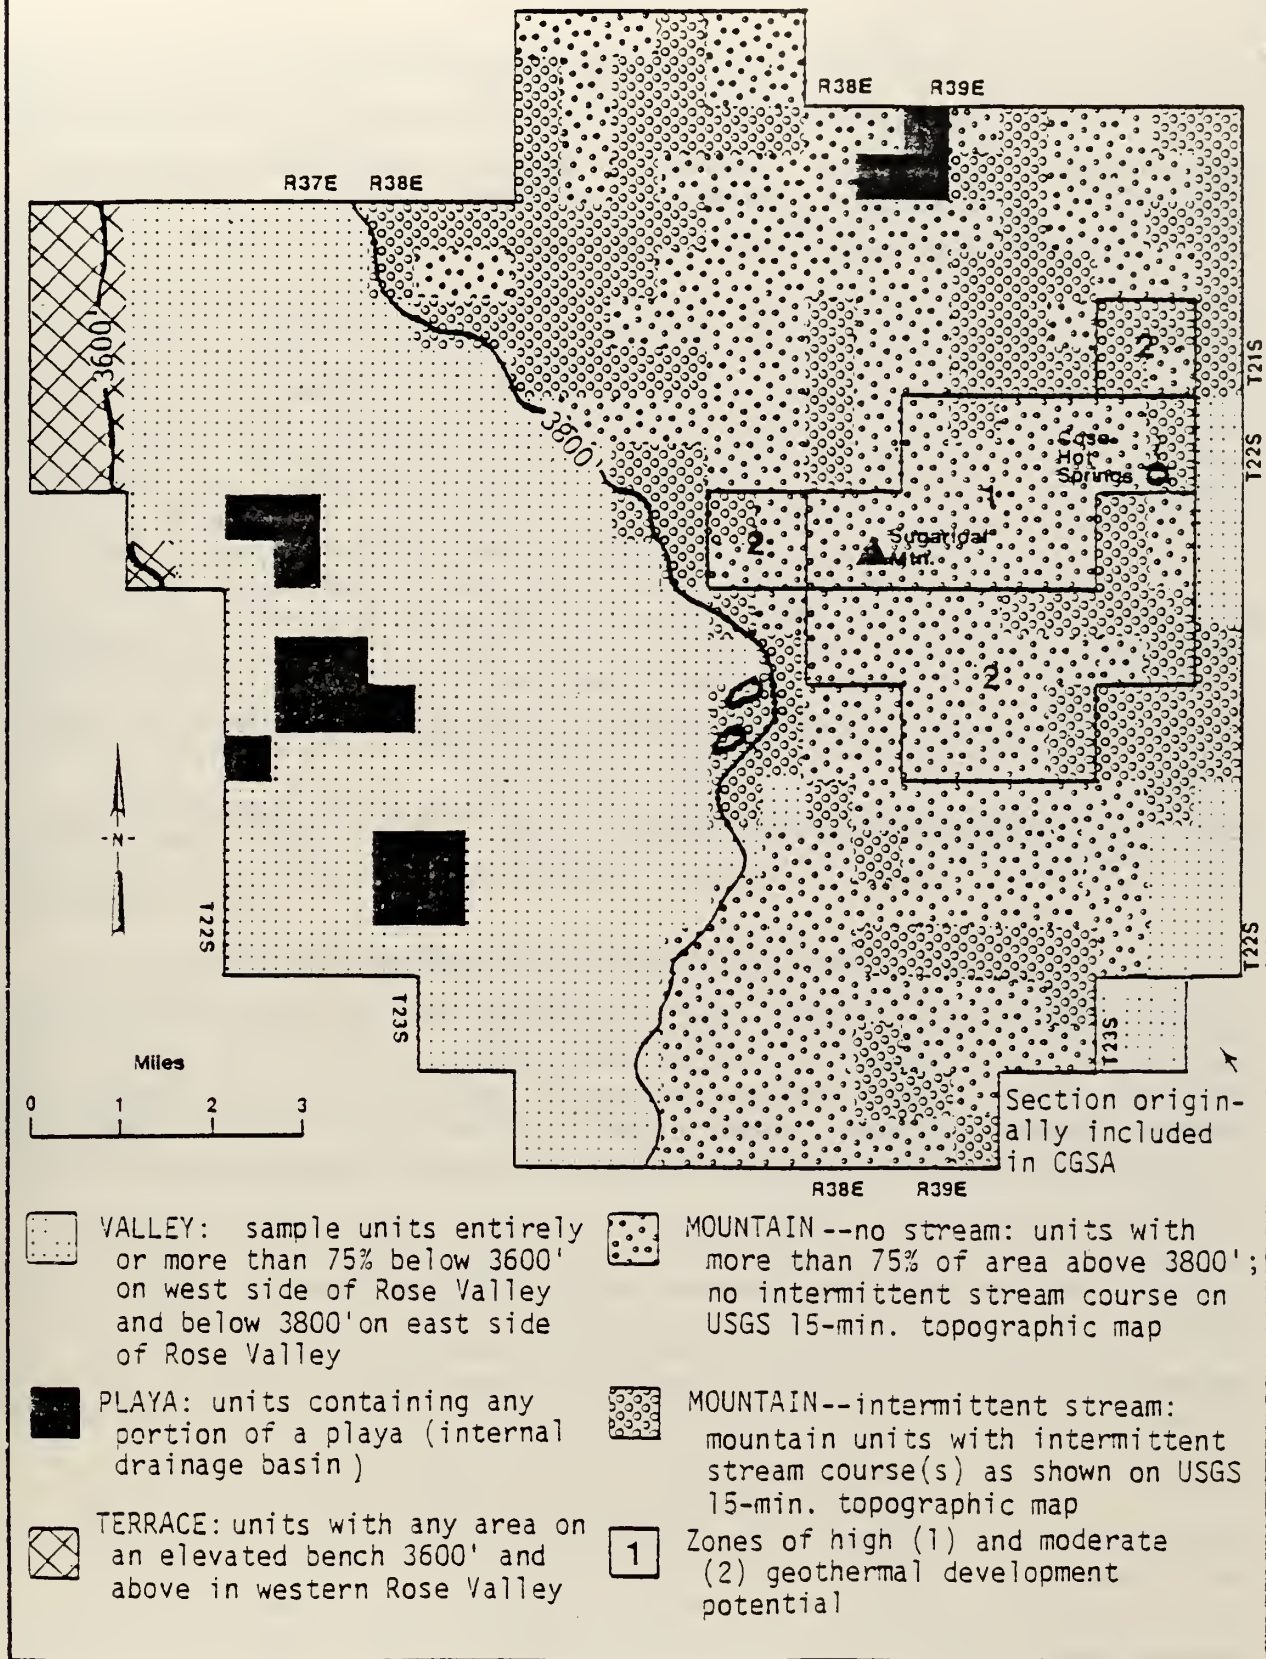 R38E R39E
R37E R38E
3600'
3800'
2
T21S
T22S
Coso
Hot
Springs
1
2
Sugarloaf
Mtn.
2
N
T22S
T22S
T23S
T23S
Miles
0 1 2 3
Section origin-
ally included
in CGSA
R38E R39E
VALLEY: sample units entirely
or more than 75% below 3600'
on west side of Rose Valley
and below 3800'on east side
of Rose Valley
PLAYA: units containing any
portion of a playa (internal
drainage basin)
TERRACE: units with any area on
an elevated bench 3600' and
above in western Rose Valley
MOUNTAIN--no stream: units with
more than 75% of area above 3800';
no intermittent stream course on
USGS 15-min. topographic map
MOUNTAIN--intermittent stream:
mountain units with intermittent
stream course(s) as shown on USGS
15-min. topographic map
1 Zones of high (1) and moderate
(2) geothermal development
potential